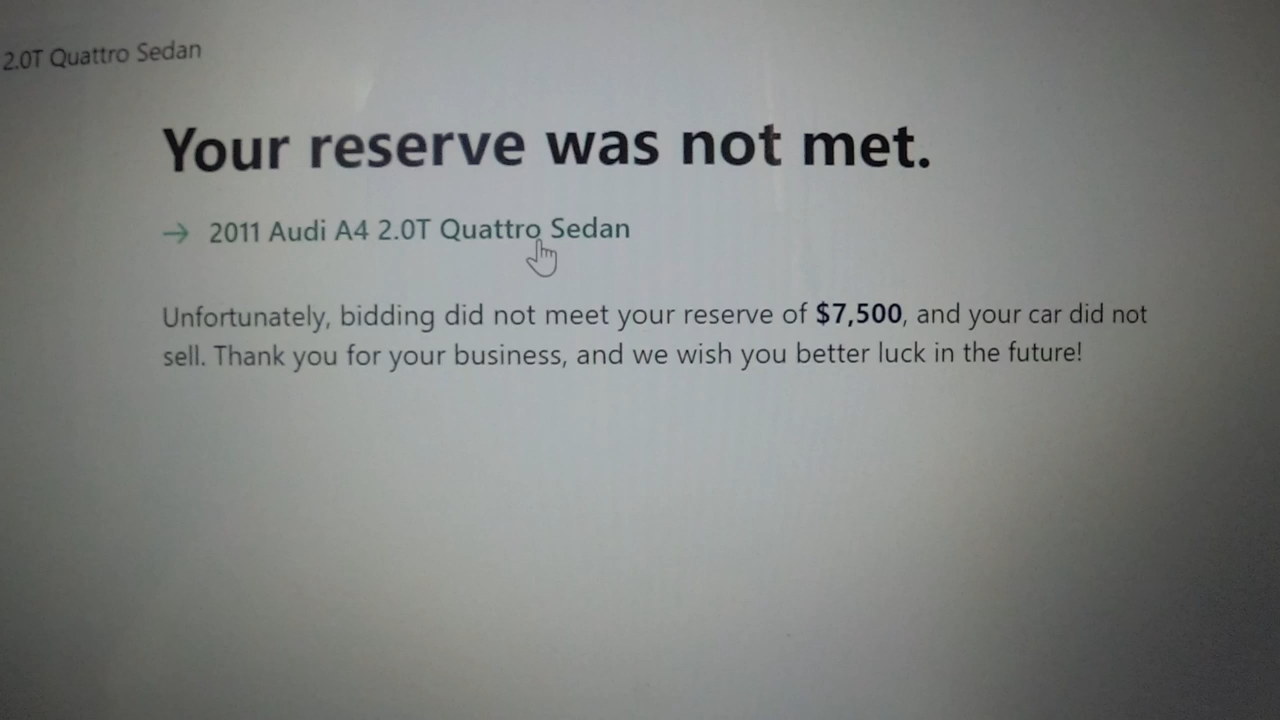 2.0T Quattro Sedan
Your reserve was not met.
→ 2011 Audi A4 2.0T Quattro Sedan
Unfortunately, bidding did not meet your reserve of $7,500, and your car did not
sell. Thank you for your business, and we wish you better luck in the future!